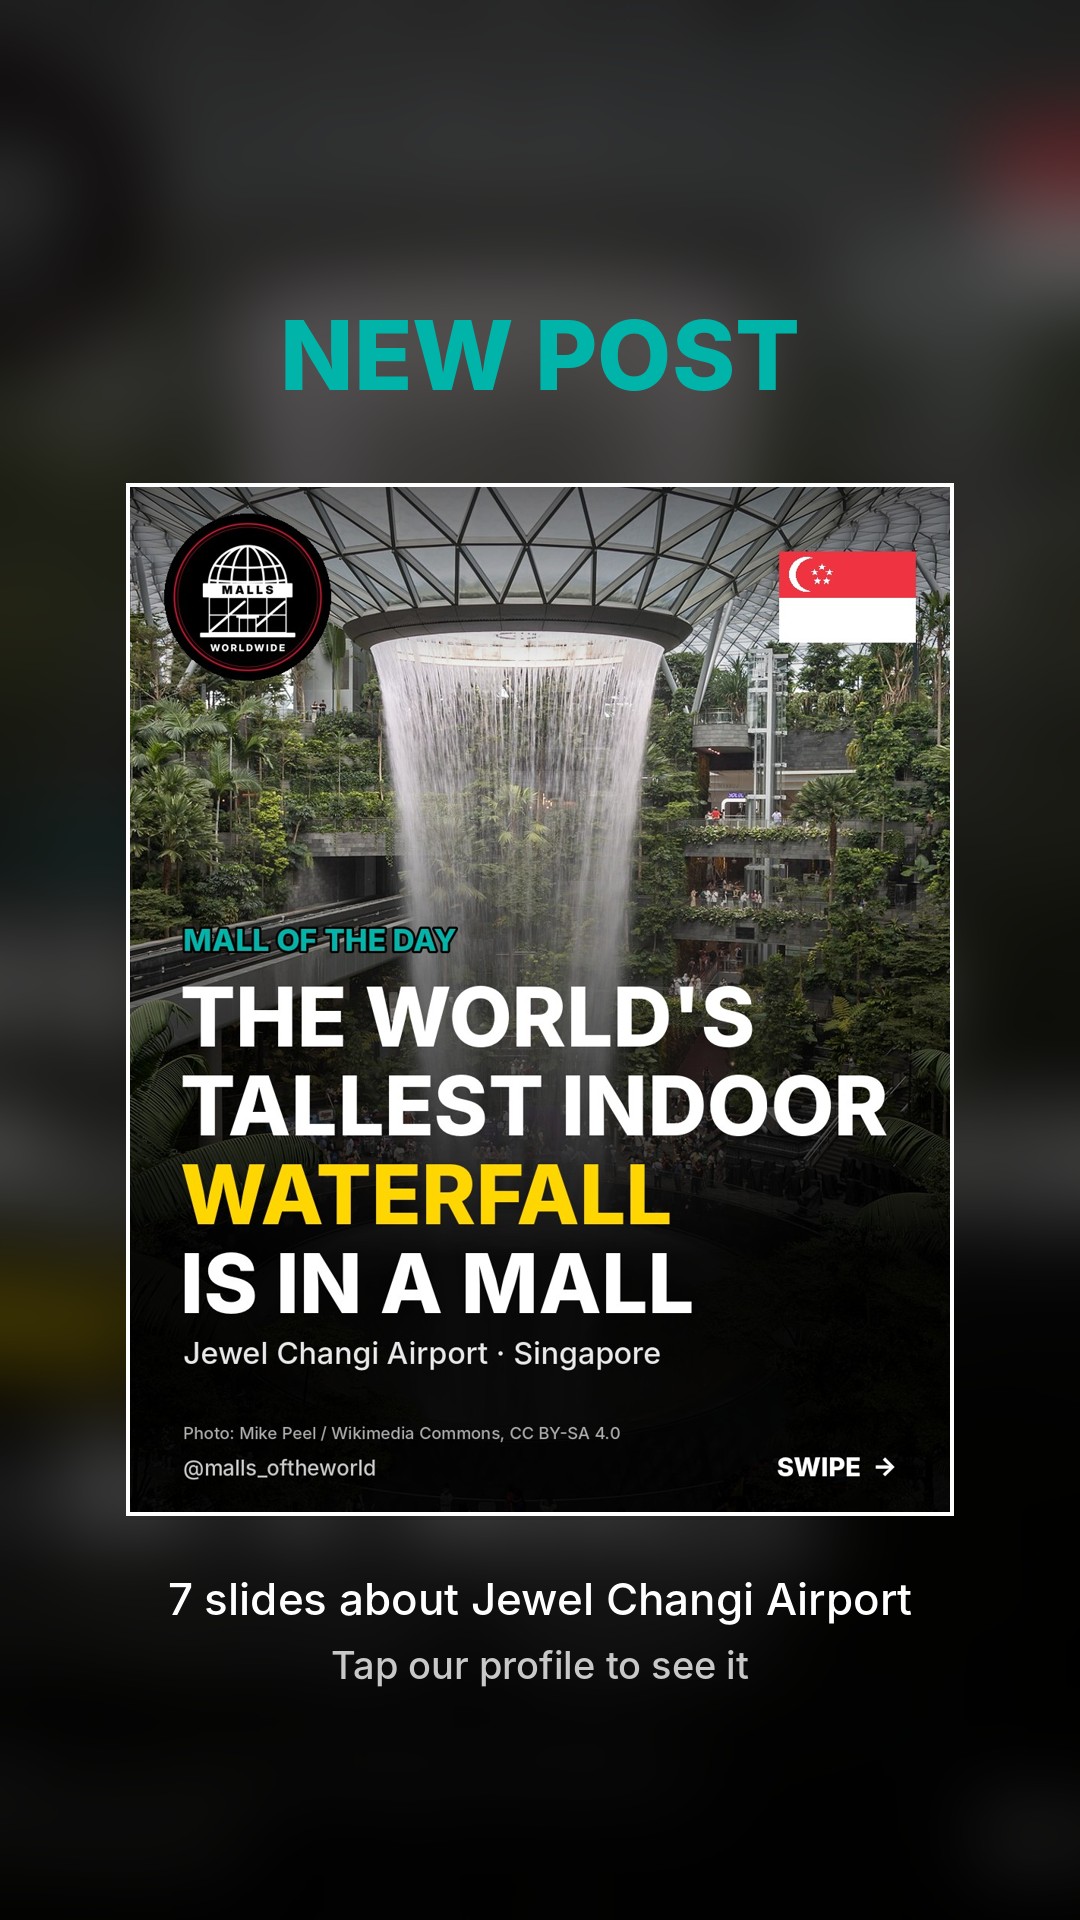 NEW POST
MALLS
WORLDWIDE
MALL OF THE DAY
THE WORLD'S
TALLEST INDOOR
WATERFALL
IS IN A MALL
Jewel Changi Airport · Singapore
Photo: Mike Peel / Wikimedia Commons, CC BY-SA 4.0
@malls_oftheworld
SWIPE →
7 slides about Jewel Changi Airport
Tap our profile to see it